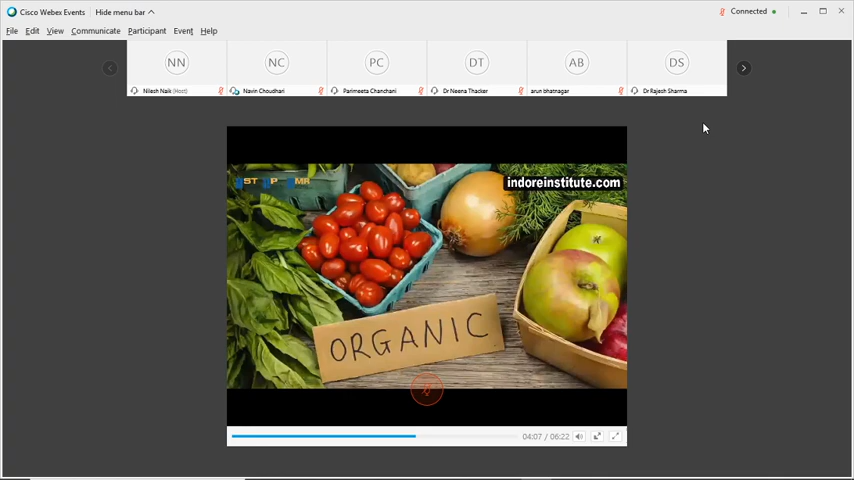 Cisco Webex Events
Hide menu bar
Connected
File Edit View Communicate Participant Event Help
NN
NC
PC
DT
AB
DS
Nilesh Naik (Host)
Navin Choudhari
Parimeeta Chanchani
Dr Neena Thacker
arun bhatnagar
Dr Rajesh Sharma
indoreinstitute.com
ORGANIC
04:07 / 06:22